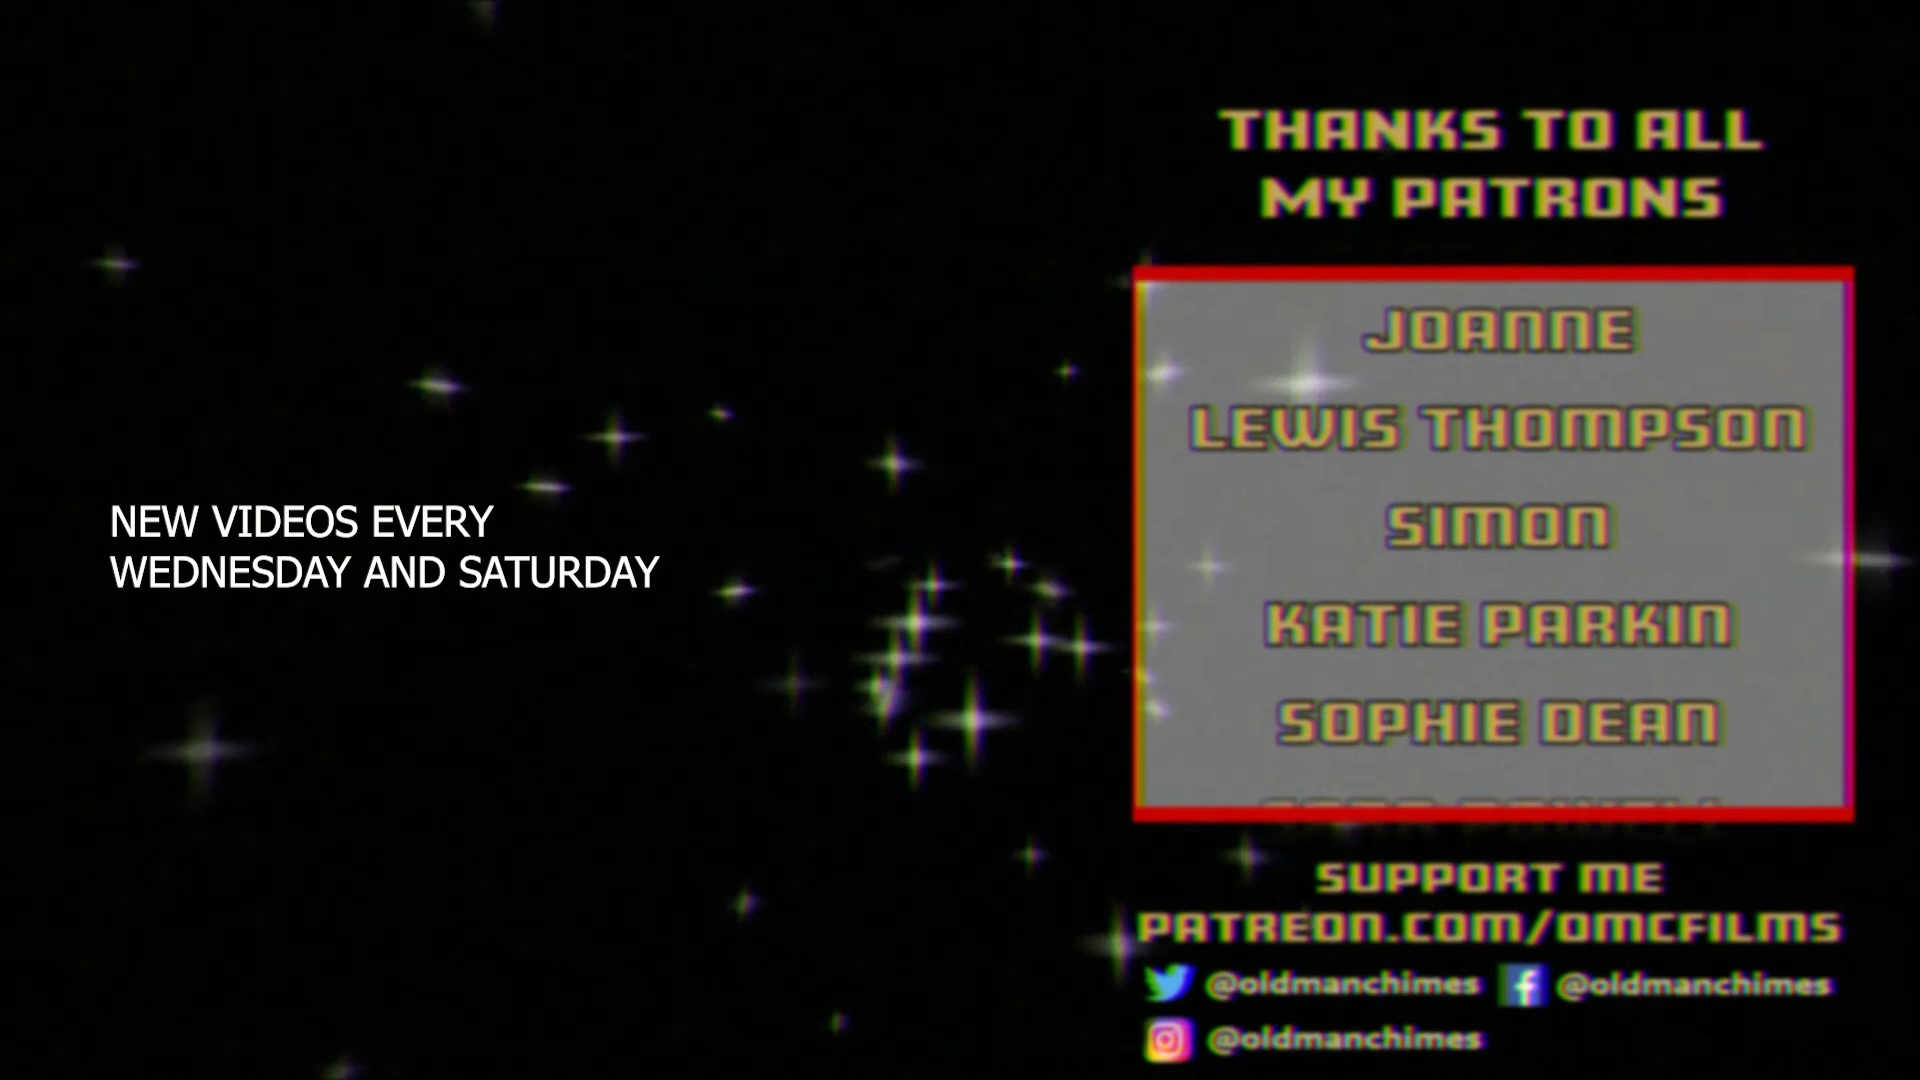 THANKS TO ALL
MY PATRONS
JOANNE
LEWIS THOMPSON
SIMON
KATIE PARKIN
SOPHIE DEAN
NEW VIDEOS EVERY
WEDNESDAY AND SATURDAY
SUPPORT ME
PATREON.COM/OMCFILMS
@oldmanchimes @oldmanchimes
@oldmanchimes